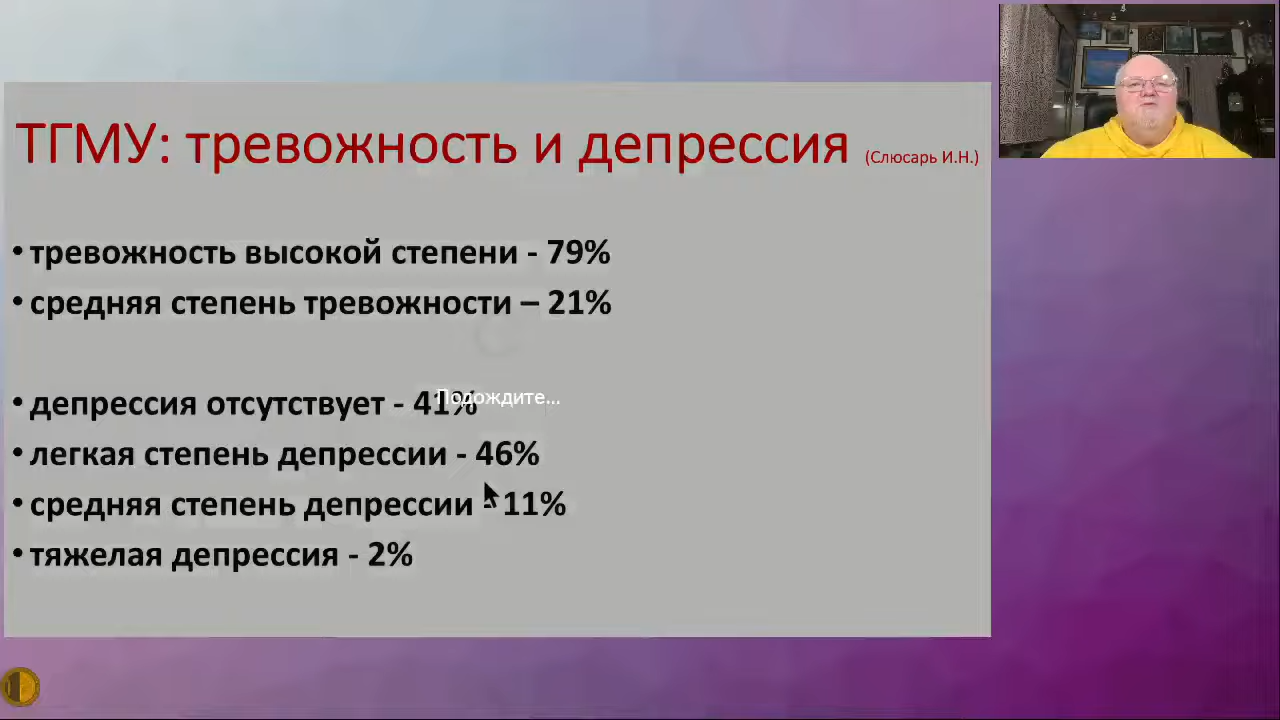 ТГМУ: тревожность и депрессия (Слюсарь И.Н.)
• тревожность высокой степени - 79%
• средняя степень тревожности – 21%
• депрессия отсутствует - 41%
Подождите...
• легкая степень депрессии - 46%
• средняя степень депрессии - 11%
• тяжелая депрессия - 2%